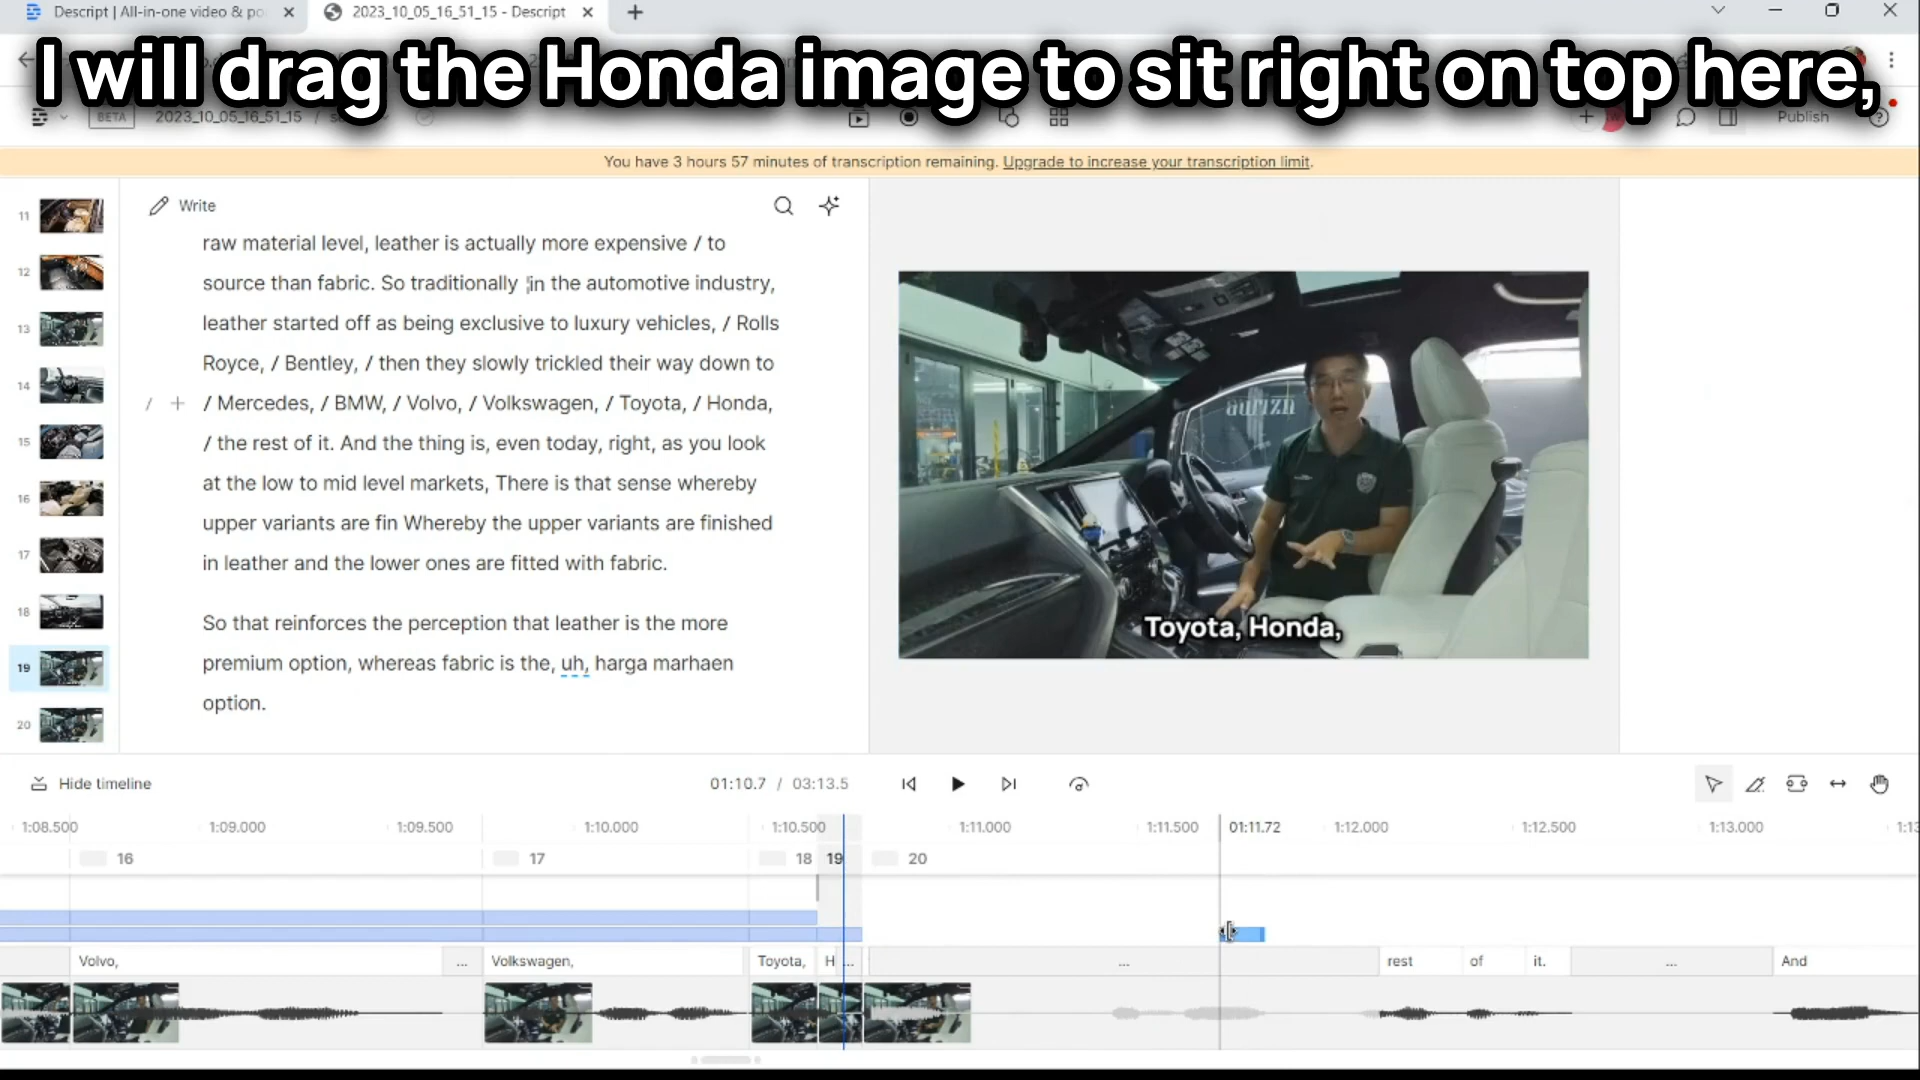 Descript | All-in-one video & po
2023_10_05_16_51_15 - Descript
I will drag the Honda image to sit right on top here,
BETA
2023_10_05_16_51_15 /
Publish
You have 3 hours 57 minutes of transcription remaining. Upgrade to increase your transcription limit.
Write
raw material level, leather is actually more expensive / to
source than fabric. So traditionally in the automotive industry,
leather started off as being exclusive to luxury vehicles, / Rolls
Royce, / Bentley, / then they slowly trickled their way down to
/ Mercedes, / BMW, / Volvo, / Volkswagen, / Toyota, / Honda,
/ the rest of it. And the thing is, even today, right, as you look
at the low to mid level markets, There is that sense whereby
upper variants are fin Whereby the upper variants are finished
in leather and the lower ones are fitted with fabric.
So that reinforces the perception that leather is the more
premium option, whereas fabric is the, uh, harga marhaen
option.
11
12
13
14
15
16
17
18
19
20
aurizn
Toyota, Honda,
Hide timeline
01:10.7 / 03:13.5
1:08.500
1:09.000
1:09.500
1:10.000
1:10.500
1:11.000
1:11.500
01:11.72
1:12.000
1:12.500
1:13.000
1:13
16
17
18
19
20
Volvo,
...
Volkswagen,
Toyota,
H
...
...
rest
of
it.
...
And